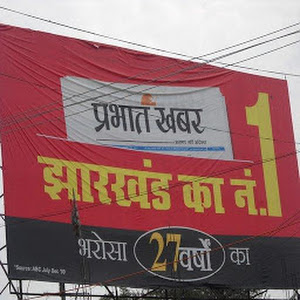 प्रभात खबर
झारखंड का नं. 1
भरोसा 27 वर्षों का